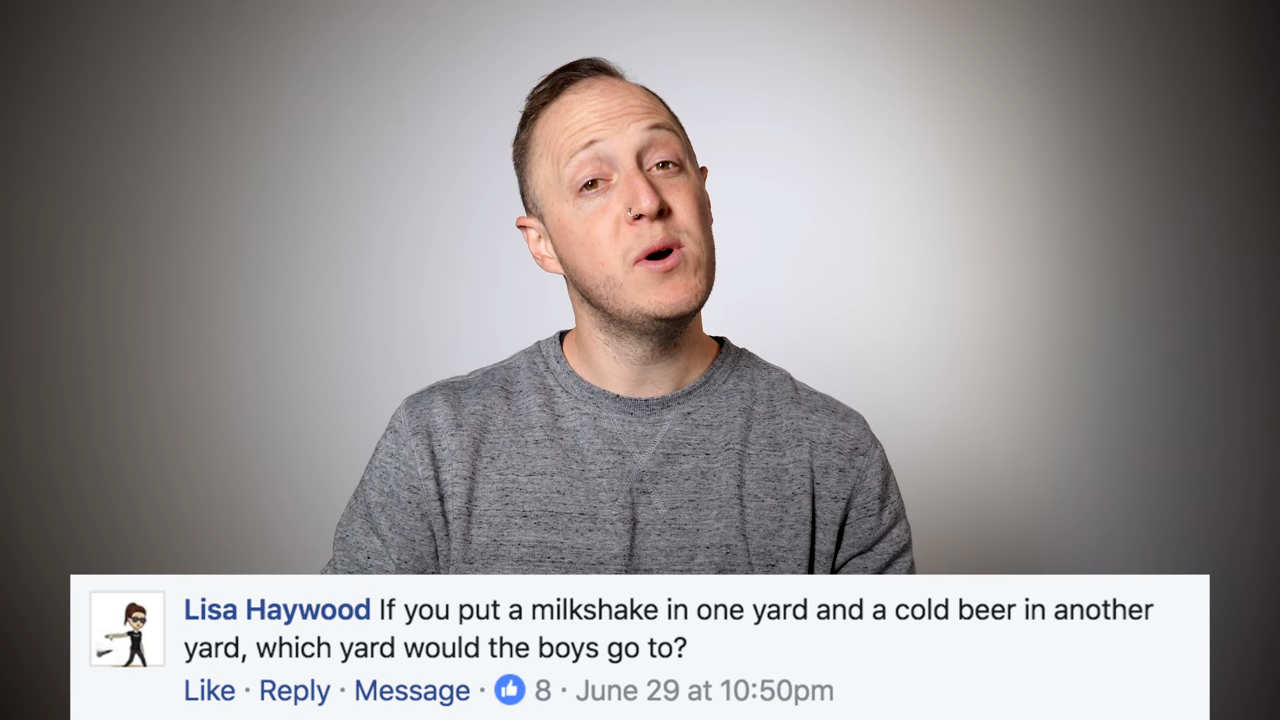 Lisa Haywood If you put a milkshake in one yard and a cold beer in another
yard, which yard would the boys go to?
Like · Reply · Message · 8 · June 29 at 10:50pm